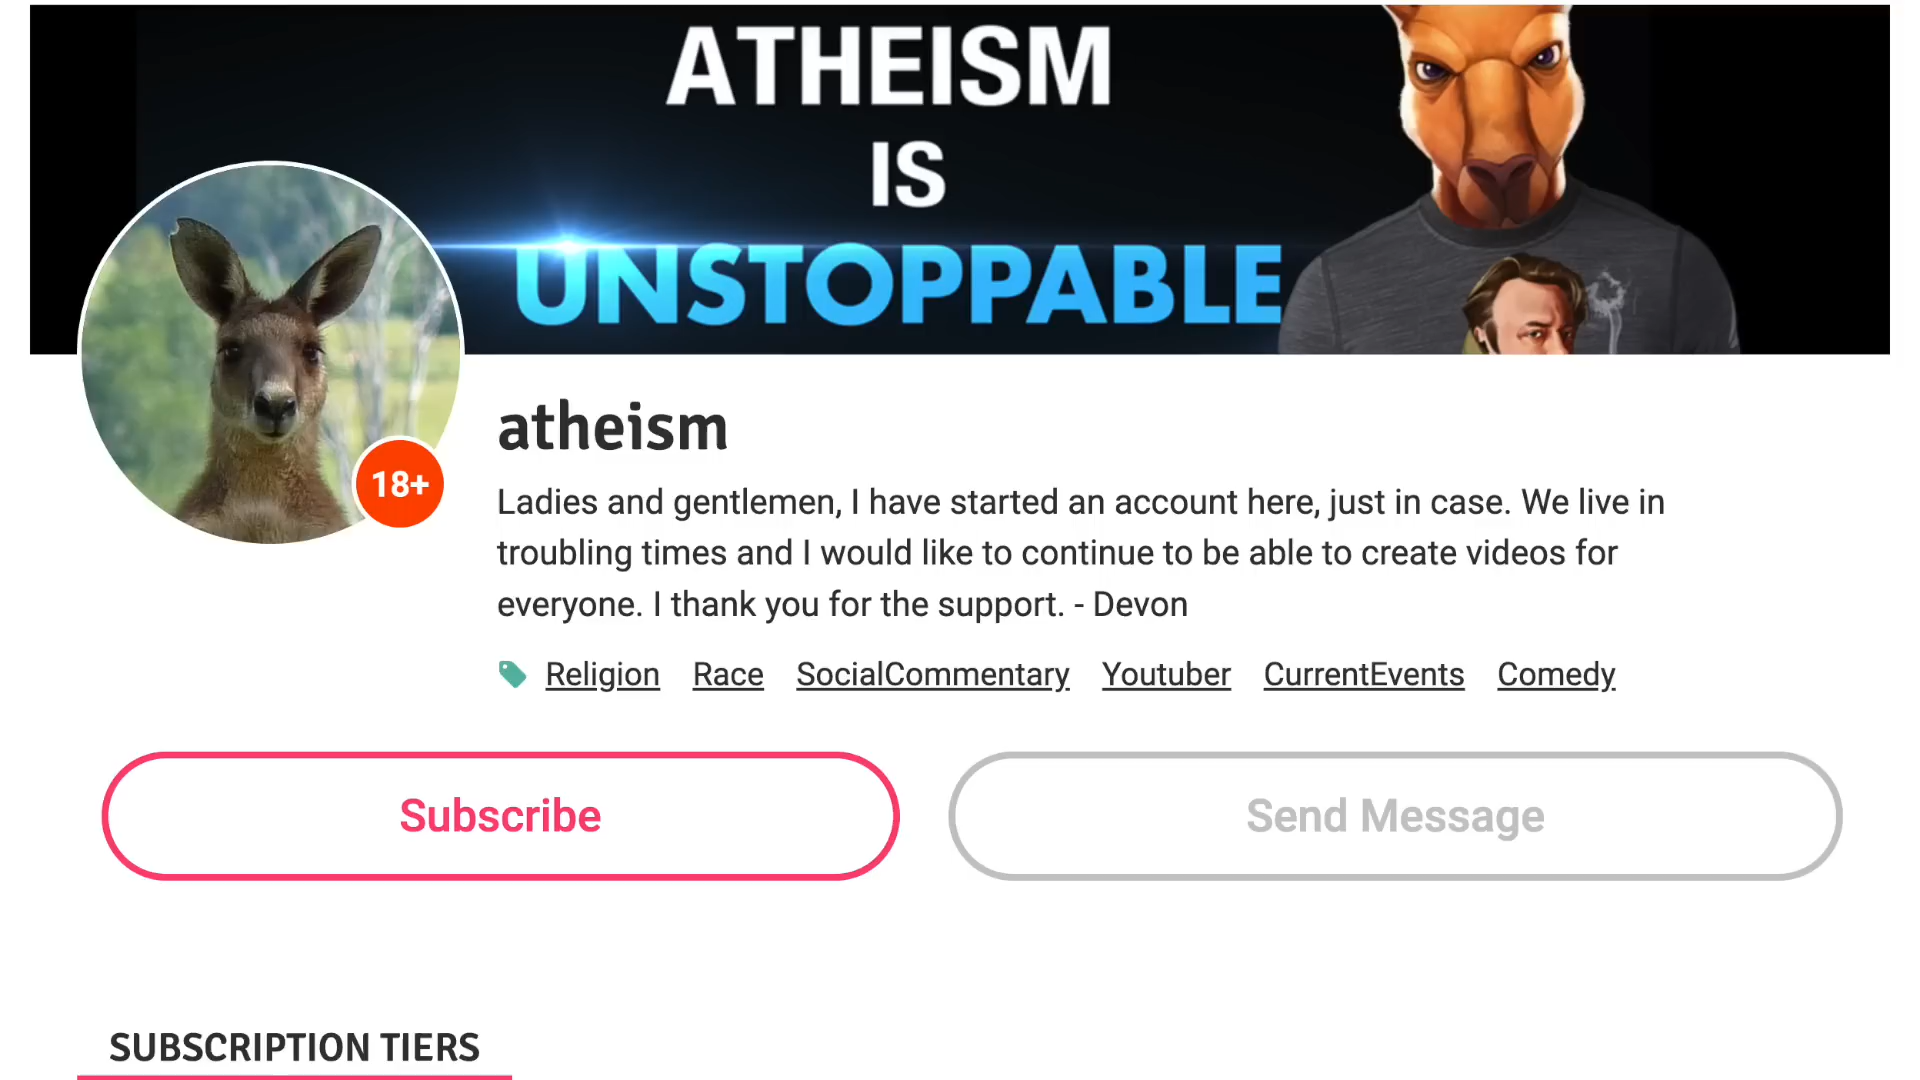 ATHEISM
IS
UNSTOPPABLE
18+
atheism
Ladies and gentlemen, I have started an account here, just in case. We live in
troubling times and I would like to continue to be able to create videos for
everyone. I thank you for the support. - Devon
Religion Race SocialCommentary Youtuber CurrentEvents Comedy
Subscribe Send Message
SUBSCRIPTION TIERS